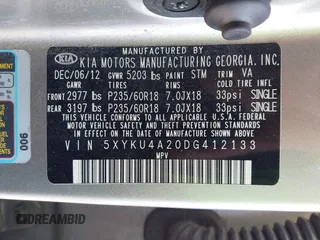 MANUFACTURED BY
KIA KIA MOTORS MANUFACTURING GEORGIA, INC.
DEC/06/12 GVWR 5203 lbs PAINT STM TRIM VA
GAWR TIRES RIMS COLD TIRE INFL
FRONT 2977 lbs P235/60R18 7.0JX18 33psi SINGLE
REAR 3197 lbs P235/60R18 7.0JX18 33psi SINGLE
THIS VEHICLE CONFORMS TO ALL APPLICABLE
U.S. FEDERAL MOTOR VEHICLE SAFETY AND
THEFT PREVENTION STANDARDS IN EFFECT ON
THE DATE OF MANUFACTURE SHOWN ABOVE
VIN 5XYKU4A20DG412133
MPV
006
DREAMBID